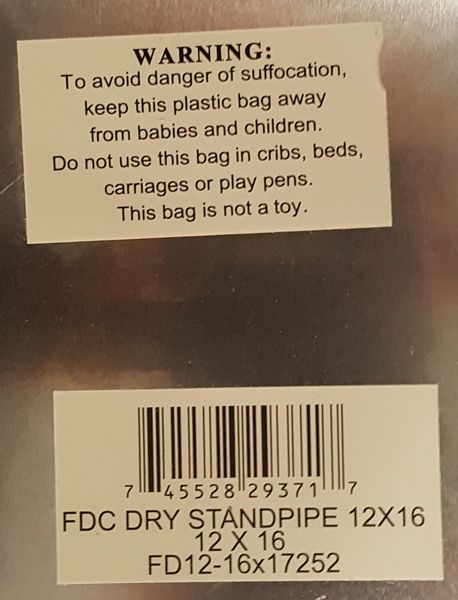 WARNING:
To avoid danger of suffocation,
keep this plastic bag away
from babies and children.
Do not use this bag in cribs, beds,
carriages or play pens.
This bag is not a toy.
7 45528 29371 7
FDC DRY STANDPIPE 12X16
12 X 16
FD12-16x17252